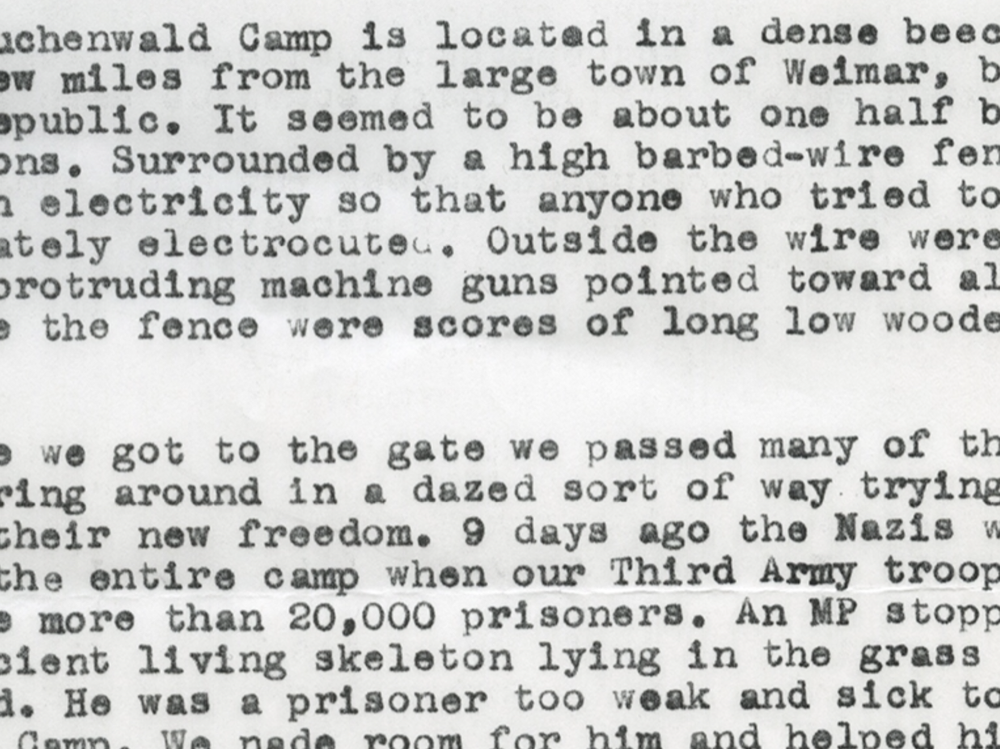 uchenwald Camp is located in a dense beec
ew miles from the large town of Weimar, b
epublic. It seemed to be about one half b
ons. Surrounded by a high barbed-wire fen
n electricity so that anyone who tried to
ately electrocuted. Outside the wire were
protruding machine guns pointed toward al
e the fence were scores of long low woode
e we got to the gate we passed many of th
ring around in a dazed sort of way trying
their new freedom. 9 days ago the Nazis w
the entire camp when our Third Army troop
e more than 20,000 prisoners. An MP stopp
cient living skeleton lying in the grass
d. He was a prisoner too weak and sick to
Camp. We nade room for him and helped hi